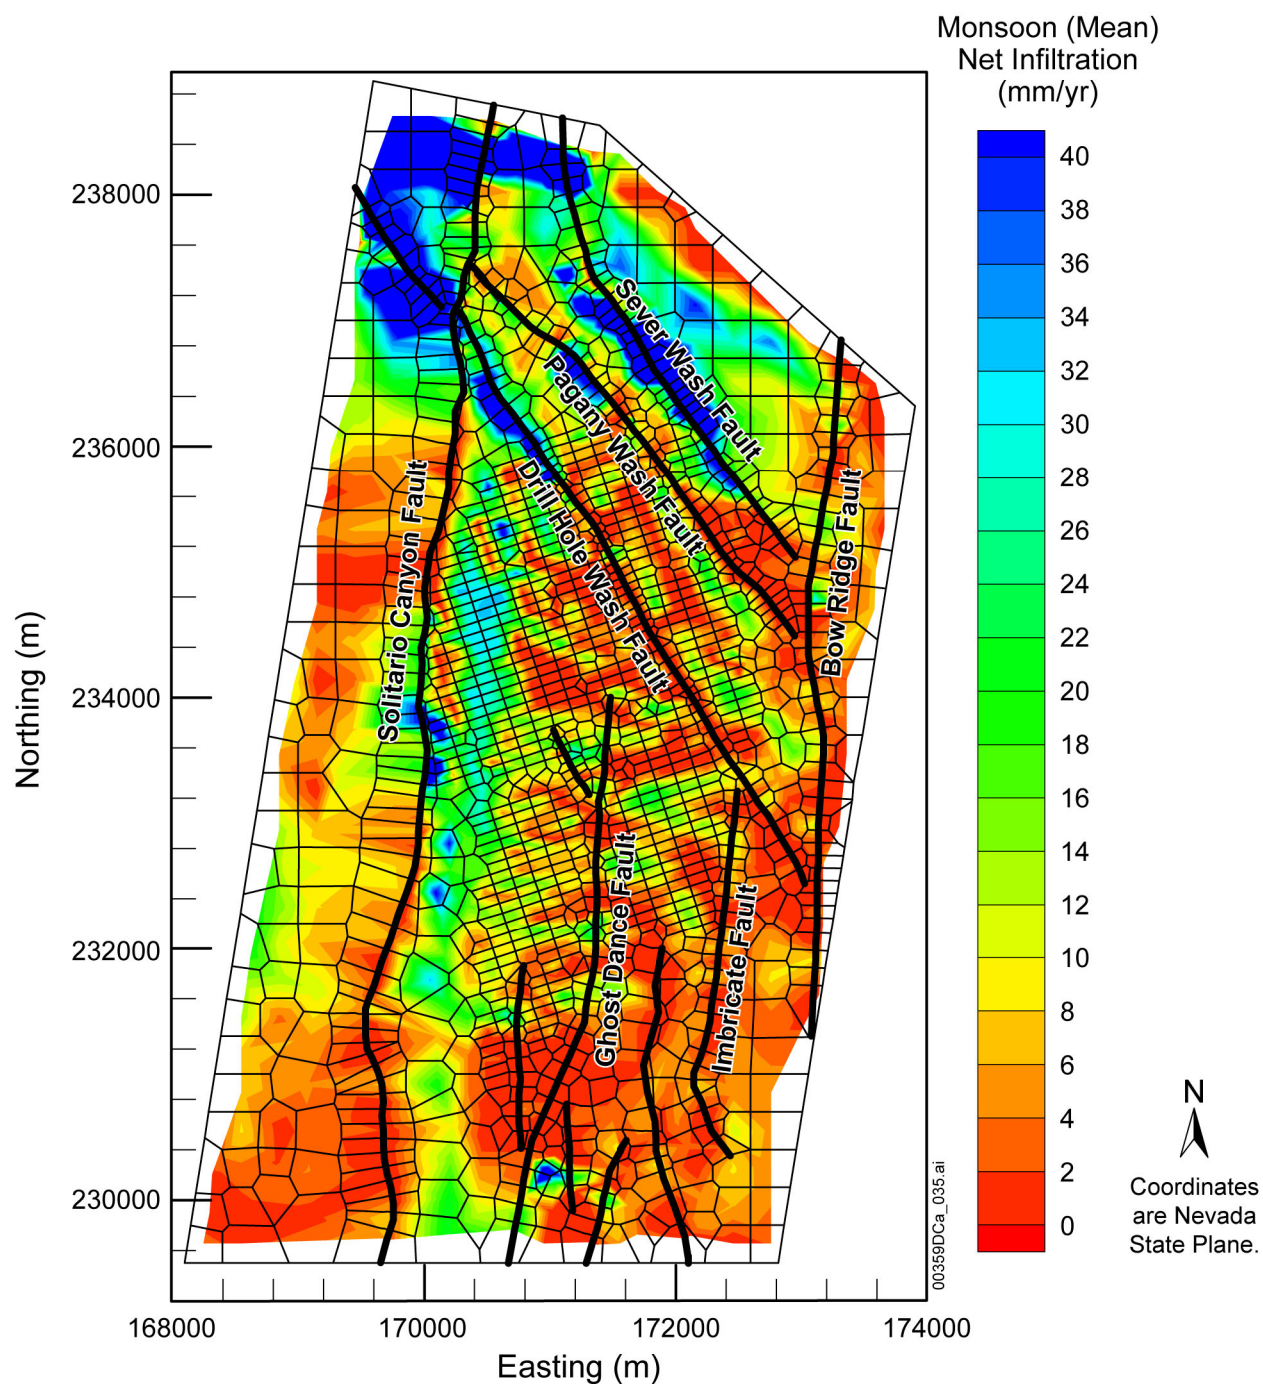 Monsoon (Mean)
Net Infiltration
(mm/yr)
40
38
36
34
32
30
28
26
24
22
20
18
16
14
12
10
8
6
4
2
0
Northing (m)
238000
236000
234000
232000
230000
Sever Wash Fault
Pagany Wash Fault
Drill Hole Wash Fault
Solitario Canyon Fault
Bow Ridge Fault
Ghost Dance Fault
Imbricate Fault
00359DCa_035.ai
N
Coordinates
are Nevada
State Plane.
168000
170000
172000
174000
Easting (m)